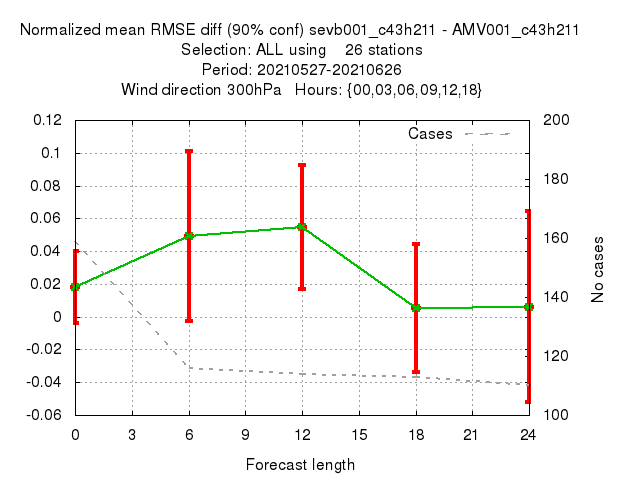 Normalized mean RMSE diff (90% conf) sevb001_c43h211 - AMV001_c43h211
Selection: ALL using    26 stations
Period: 20210527-20210626
Wind direction 300hPa   Hours: {00,03,06,09,12,18}
Cases
0.12
0.1
0.08
0.06
0.04
0.02
0
-0.02
-0.04
-0.06
200
180
160
140
120
100
No cases
0 3 6 9 12 15 18 21 24
Forecast length